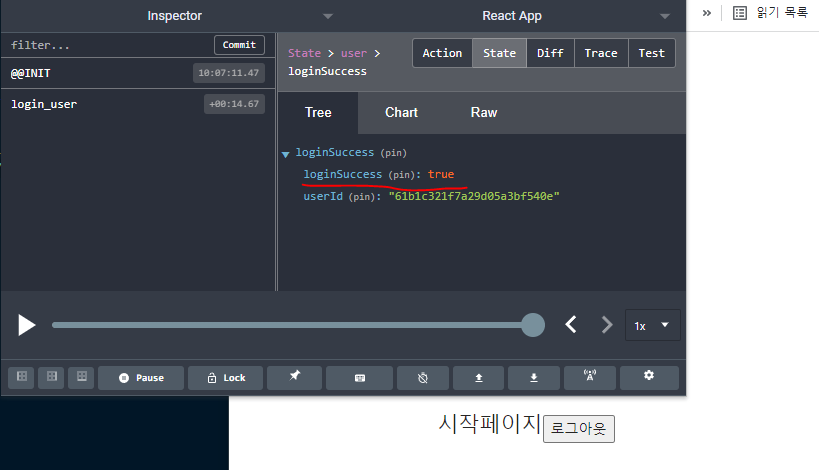 Inspector
React App
읽기 목록
filter...
Commit
@@INIT
10:07:11.47
login_user
+00:14.67
State > user >
loginSuccess
Action
State
Diff
Trace
Test
Tree
Chart
Raw
loginSuccess (pin)
loginSuccess (pin): true
userId (pin): "61b1c321f7a29d05a3bf540e"
1x
Pause
Lock
시작페이지
로그아웃